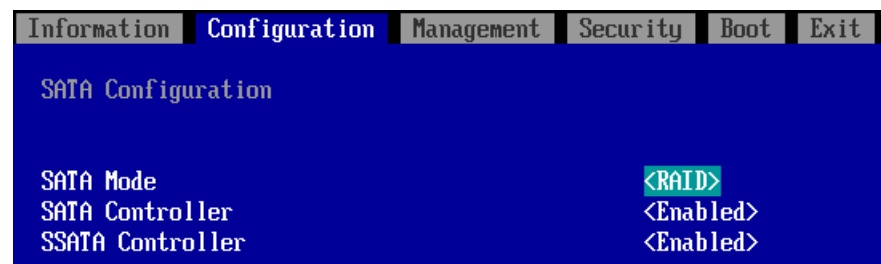 Information Configuration Management Security Boot Exit
SATA Configuration
SATA Mode <RAID>
SATA Controller <Enabled>
SSATA Controller <Enabled>